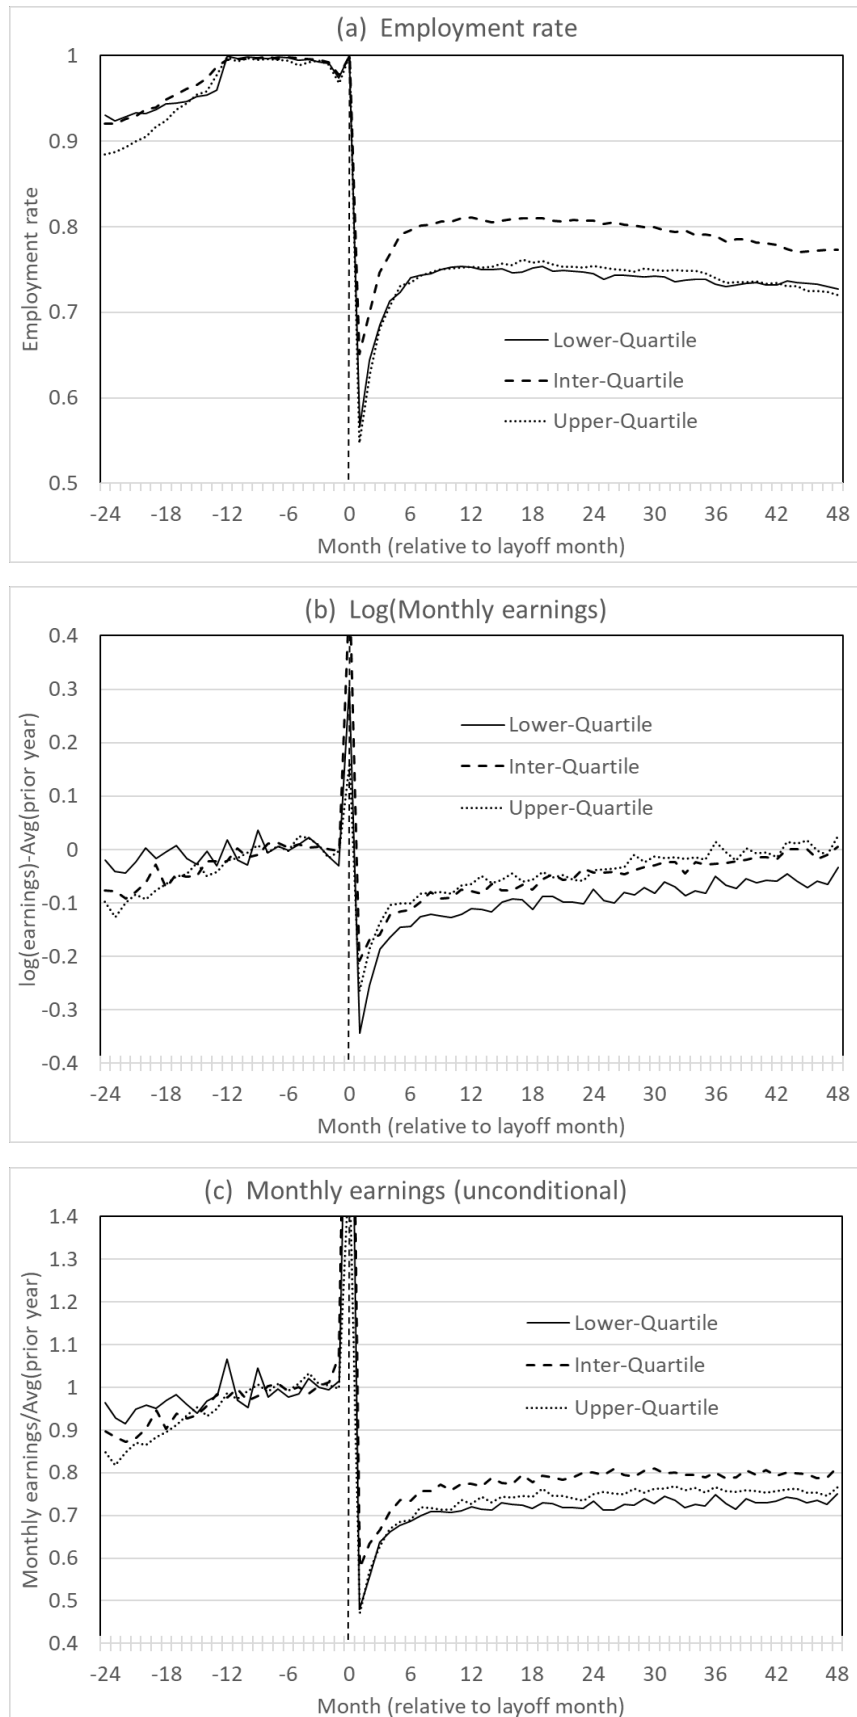 (a) Employment rate
1
0.9
0.8
0.7
0.6
0.5
Employment rate
Lower-Quartile
Inter-Quartile
Upper-Quartile
-24 -18 -12 -6 0 6 12 18 24 30 36 42 48
Month (relative to layoff month)
(b) Log(Monthly earnings)
0.4
0.3
0.2
0.1
0
-0.1
-0.2
-0.3
-0.4
log(earnings)-Avg(prior year)
Lower-Quartile
Inter-Quartile
Upper-Quartile
-24 -18 -12 -6 0 6 12 18 24 30 36 42 48
Month (relative to layoff month)
(c) Monthly earnings (unconditional)
1.4
1.3
1.2
1.1
1
0.9
0.8
0.7
0.6
0.5
0.4
Monthly earnings/Avg(prior year)
Lower-Quartile
Inter-Quartile
Upper-Quartile
-24 -18 -12 -6 0 6 12 18 24 30 36 42 48
Month (relative to layoff month)